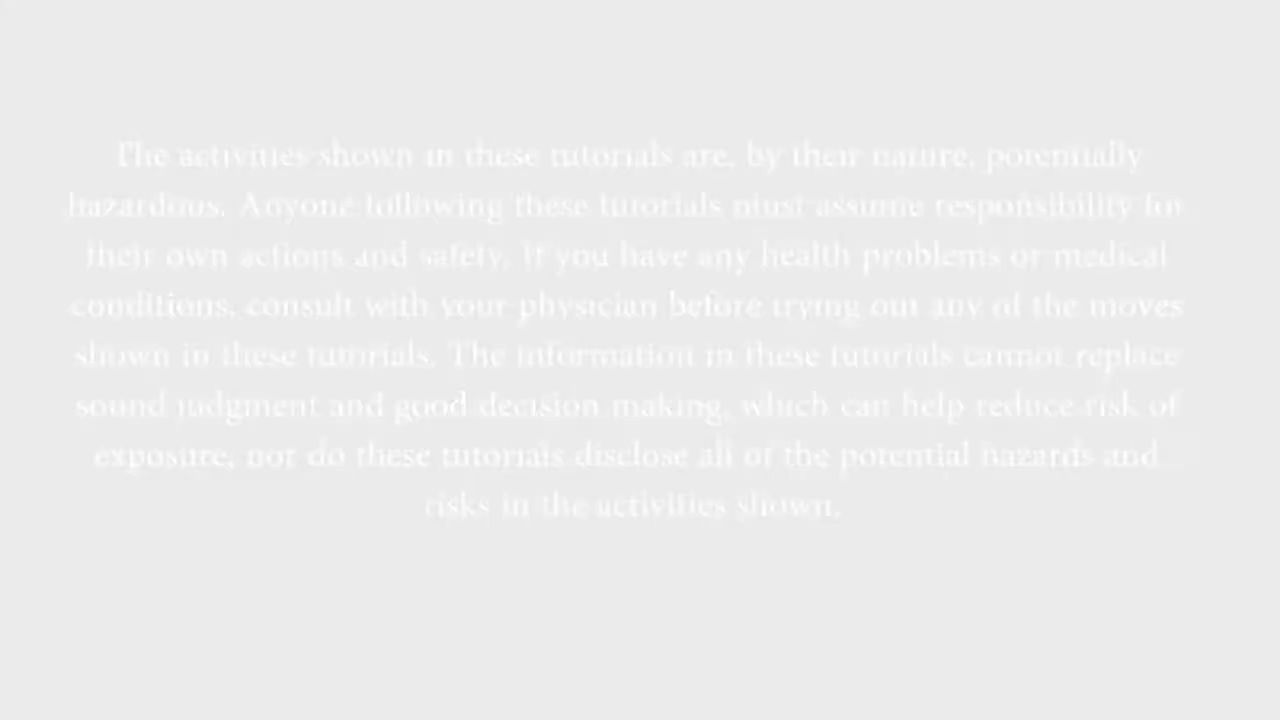 The activities shown in these tutorials are, by their nature, potentially
hazardous. Anyone following these tutorials must assume responsibility for
their own actions and safety. If you have any health problems or medical
conditions, consult with your physician before trying out any of the moves
shown in these tutorials. The information in these tutorials cannot replace
sound judgment and good decision making, which can help reduce risk of
exposure, nor do these tutorials disclose all of the potential hazards and
risks in the activities shown.